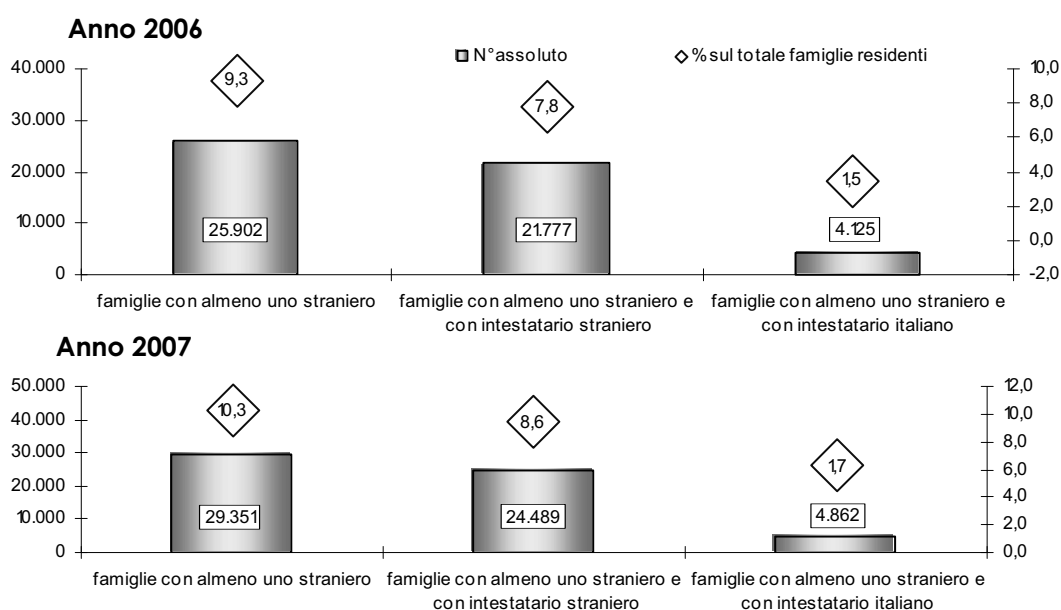 Anno 2006
N°assoluto
% sul totale famiglie residenti
40.000
30.000
20.000
10.000
0
10,0
8,0
6,0
4,0
2,0
0,0
-2,0
9,3
7,8
1,5
25.902
21.777
4.125
famiglie con almeno uno straniero
famiglie con almeno uno straniero e
con intestatario straniero
famiglie con almeno uno straniero e
con intestatario italiano
Anno 2007
50.000
40.000
30.000
20.000
10.000
0
12,0
10,0
8,0
6,0
4,0
2,0
0,0
10,3
8,6
1,7
29.351
24.489
4.862
famiglie con almeno uno straniero
famiglie con almeno uno straniero e
con intestatario straniero
famiglie con almeno uno straniero e
con intestatario italiano